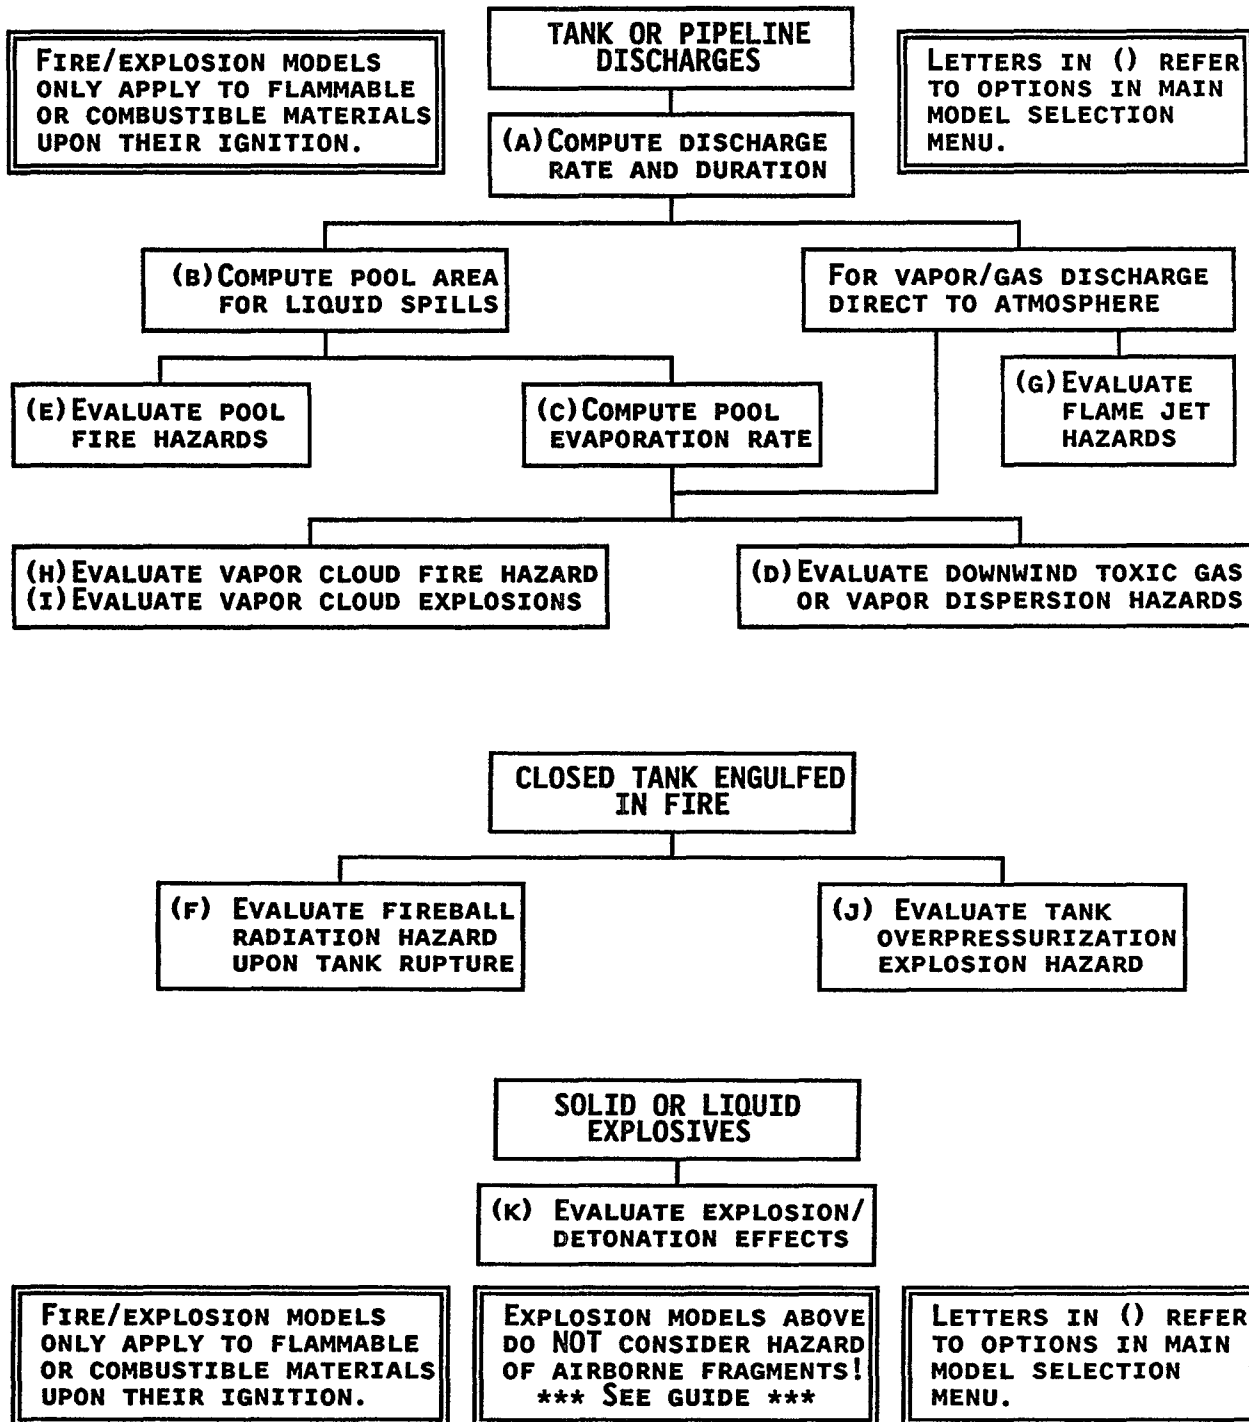 TANK OR PIPELINE
DISCHARGES
FIRE/EXPLOSION MODELS
ONLY APPLY TO FLAMMABLE
OR COMBUSTIBLE MATERIALS
UPON THEIR IGNITION.
LETTERS IN () REFER
TO OPTIONS IN MAIN
MODEL SELECTION
MENU.
(A) COMPUTE DISCHARGE
RATE AND DURATION
(B) COMPUTE POOL AREA
FOR LIQUID SPILLS
FOR VAPOR/GAS DISCHARGE
DIRECT TO ATMOSPHERE
(E) EVALUATE POOL
FIRE HAZARDS
(C) COMPUTE POOL
EVAPORATION RATE
(G) EVALUATE
FLAME JET
HAZARDS
(H) EVALUATE VAPOR CLOUD FIRE HAZARD
(I) EVALUATE VAPOR CLOUD EXPLOSIONS
(D) EVALUATE DOWNWIND TOXIC GAS
OR VAPOR DISPERSION HAZARDS
CLOSED TANK ENGULFED
IN FIRE
(F) EVALUATE FIREBALL
RADIATION HAZARD
UPON TANK RUPTURE
(J) EVALUATE TANK
OVERPRESSURIZATION
EXPLOSION HAZARD
SOLID OR LIQUID
EXPLOSIVES
(K) EVALUATE EXPLOSION/
DETONATION EFFECTS
FIRE/EXPLOSION MODELS
ONLY APPLY TO FLAMMABLE
OR COMBUSTIBLE MATERIALS
UPON THEIR IGNITION.
EXPLOSION MODELS ABOVE
DO NOT CONSIDER HAZARD
OF AIRBORNE FRAGMENTS!
*** SEE GUIDE ***
LETTERS IN () REFER
TO OPTIONS IN MAIN
MODEL SELECTION
MENU.